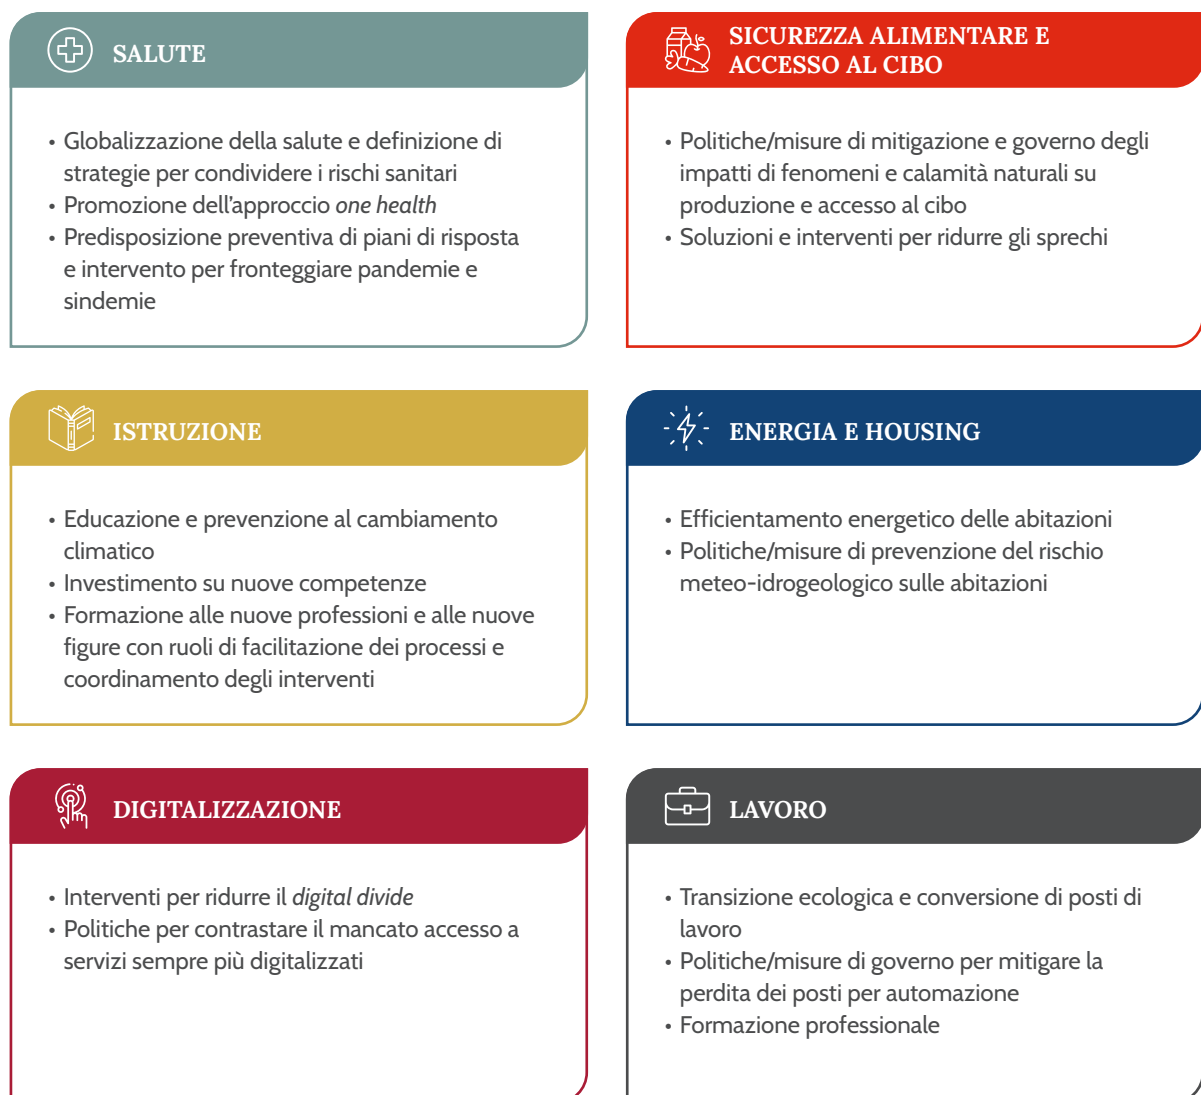 SALUTE
• Globalizzazione della salute e definizione di
strategie per condividere i rischi sanitari
• Promozione dell’approccio one health
• Predisposizione preventiva di piani di risposta
e intervento per fronteggiare pandemie e
sindemie
SICUREZZA ALIMENTARE E
ACCESSO AL CIBO
• Politiche/misure di mitigazione e governo degli
impatti di fenomeni e calamità naturali su
produzione e accesso al cibo
• Soluzioni e interventi per ridurre gli sprechi
ISTRUZIONE
• Educazione e prevenzione al cambiamento
climatico
• Investimento su nuove competenze
• Formazione alle nuove professioni e alle nuove
figure con ruoli di facilitazione dei processi e
coordinamento degli interventi
ENERGIA E HOUSING
• Efficientamento energetico delle abitazioni
• Politiche/misure di prevenzione del rischio
meteo-idrogeologico sulle abitazioni
DIGITALIZZAZIONE
• Interventi per ridurre il digital divide
• Politiche per contrastare il mancato accesso a
servizi sempre più digitalizzati
LAVORO
• Transizione ecologica e conversione di posti di
lavoro
• Politiche/misure di governo per mitigare la
perdita dei posti per automazione
• Formazione professionale